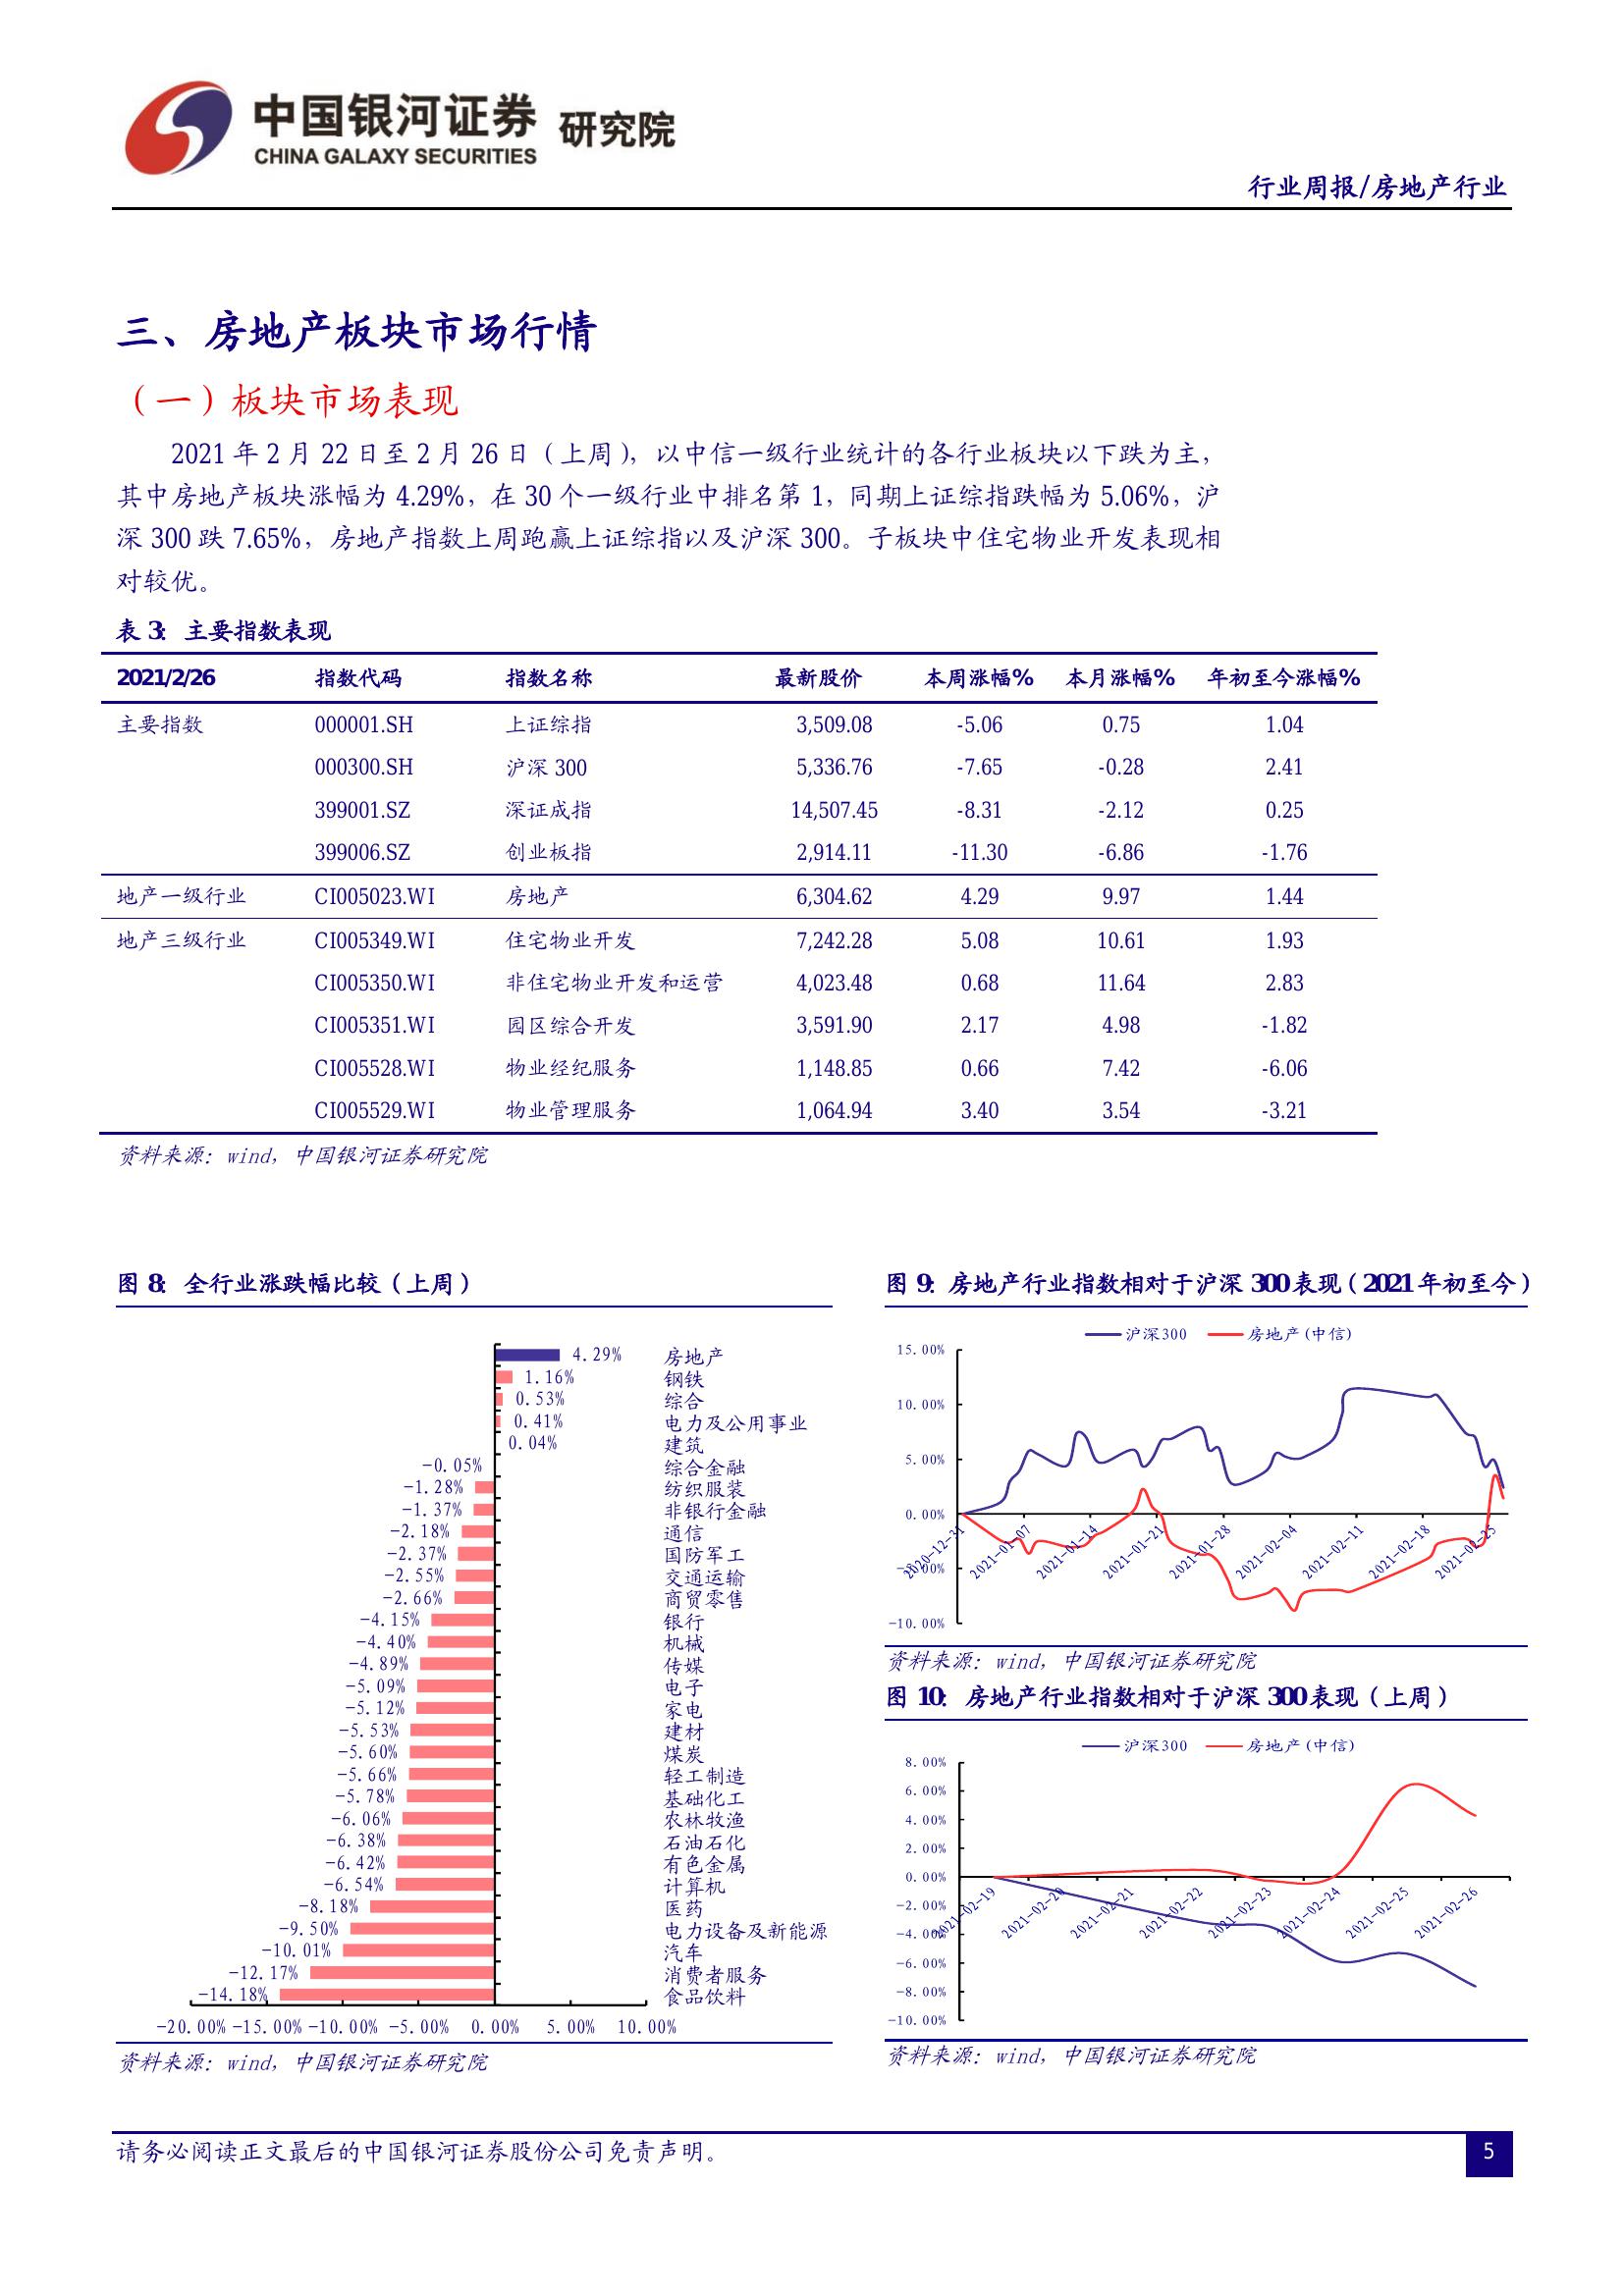 中国银河证券 研究院
CHINA GALAXY SECURITIES
行业周报/房地产行业
三、房地产板块市场行情
（一）板块市场表现
2021 年 2 月 22 日至 2 月 26 日（上周），以中信一级行业统计的各行业板块以下跌为主，
其中房地产板块涨幅为 4.29%，在 30 个一级行业中排名第 1，同期上证综指跌幅为 5.06%，沪
深 300 跌 7.65%，房地产指数上周跑赢上证综指以及沪深 300。子板块中住宅物业开发表现相
对较优。
表 3：主要指数表现
2021/2/26 指数代码 指数名称 最新股价 本周涨幅% 本月涨幅% 年初至今涨幅%
主要指数 000001.SH 上证综指 3,509.08 -5.06 0.75 1.04
000300.SH 沪深 300 5,336.76 -7.65 -0.28 2.41
399001.SZ 深证成指 14,507.45 -8.31 -2.12 0.25
399006.SZ 创业板指 2,914.11 -11.30 -6.86 -1.76
地产一级行业 CI005023.WI 房地产 6,304.62 4.29 9.97 1.44
地产三级行业 CI005349.WI 住宅物业开发 7,242.28 5.08 10.61 1.93
CI005350.WI 非住宅物业开发和运营 4,023.48 0.68 11.64 2.83
CI005351.WI 园区综合开发 3,591.90 2.17 4.98 -1.82
CI005528.WI 物业经纪服务 1,148.85 0.66 7.42 -6.06
CI005529.WI 物业管理服务 1,064.94 3.40 3.54 -3.21
资料来源：wind，中国银河证券研究院
图 8：全行业涨跌幅比较（上周）
4.29% 房地产
1.16% 钢铁
0.53% 综合
0.41% 电力及公用事业
0.04% 建筑
-0.05% 综合金融
-1.28% 纺织服装
-1.37% 非银行金融
-2.18% 通信
-2.37% 国防军工
-2.55% 交通运输
-2.66% 商贸零售
-4.15% 银行
-4.40% 机械
-4.89% 传媒
-5.09% 电子
-5.12% 家电
-5.53% 建材
-5.60% 煤炭
-5.66% 轻工制造
-5.78% 基础化工
-6.06% 农林牧渔
-6.38% 石油石化
-6.42% 有色金属
-6.54% 计算机
-8.18% 医药
-9.50% 电力设备及新能源
-10.01% 汽车
-12.17% 消费者服务
-14.18% 食品饮料
-20.00% -15.00% -10.00% -5.00% 0.00% 5.00% 10.00%
资料来源：wind，中国银河证券研究院
图 9：房地产行业指数相对于沪深 300 表现（2021 年初至今）
沪深300 房地产(中信)
15.00%
10.00%
5.00%
0.00%
-5.00%
-10.00%
2020-12-31 2021-01-07 2021-01-14 2021-01-21 2021-01-28 2021-02-04 2021-02-11 2021-02-18 2021-02-25
资料来源：wind，中国银河证券研究院
图 10：房地产行业指数相对于沪深 300 表现（上周）
沪深300 房地产(中信)
8.00%
6.00%
4.00%
2.00%
0.00%
-2.00%
-4.00%
-6.00%
-8.00%
-10.00%
2021-02-19 2021-02-20 2021-02-21 2021-02-22 2021-02-23 2021-02-24 2021-02-25 2021-02-26
资料来源：wind，中国银河证券研究院
请务必阅读正文最后的中国银河证券股份公司免责声明。
5